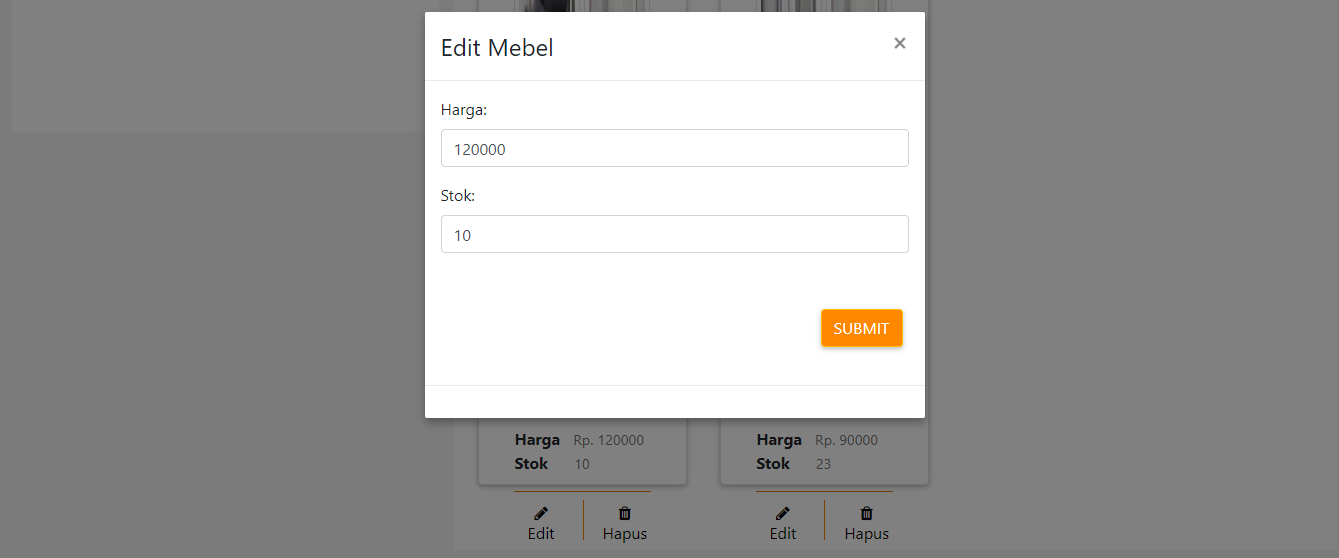 Edit Mebel ×
Harga:
120000
Stok:
10
SUBMIT
Harga Rp. 120000 Harga Rp. 90000
Stok 10 Stok 23
Edit Hapus Edit Hapus